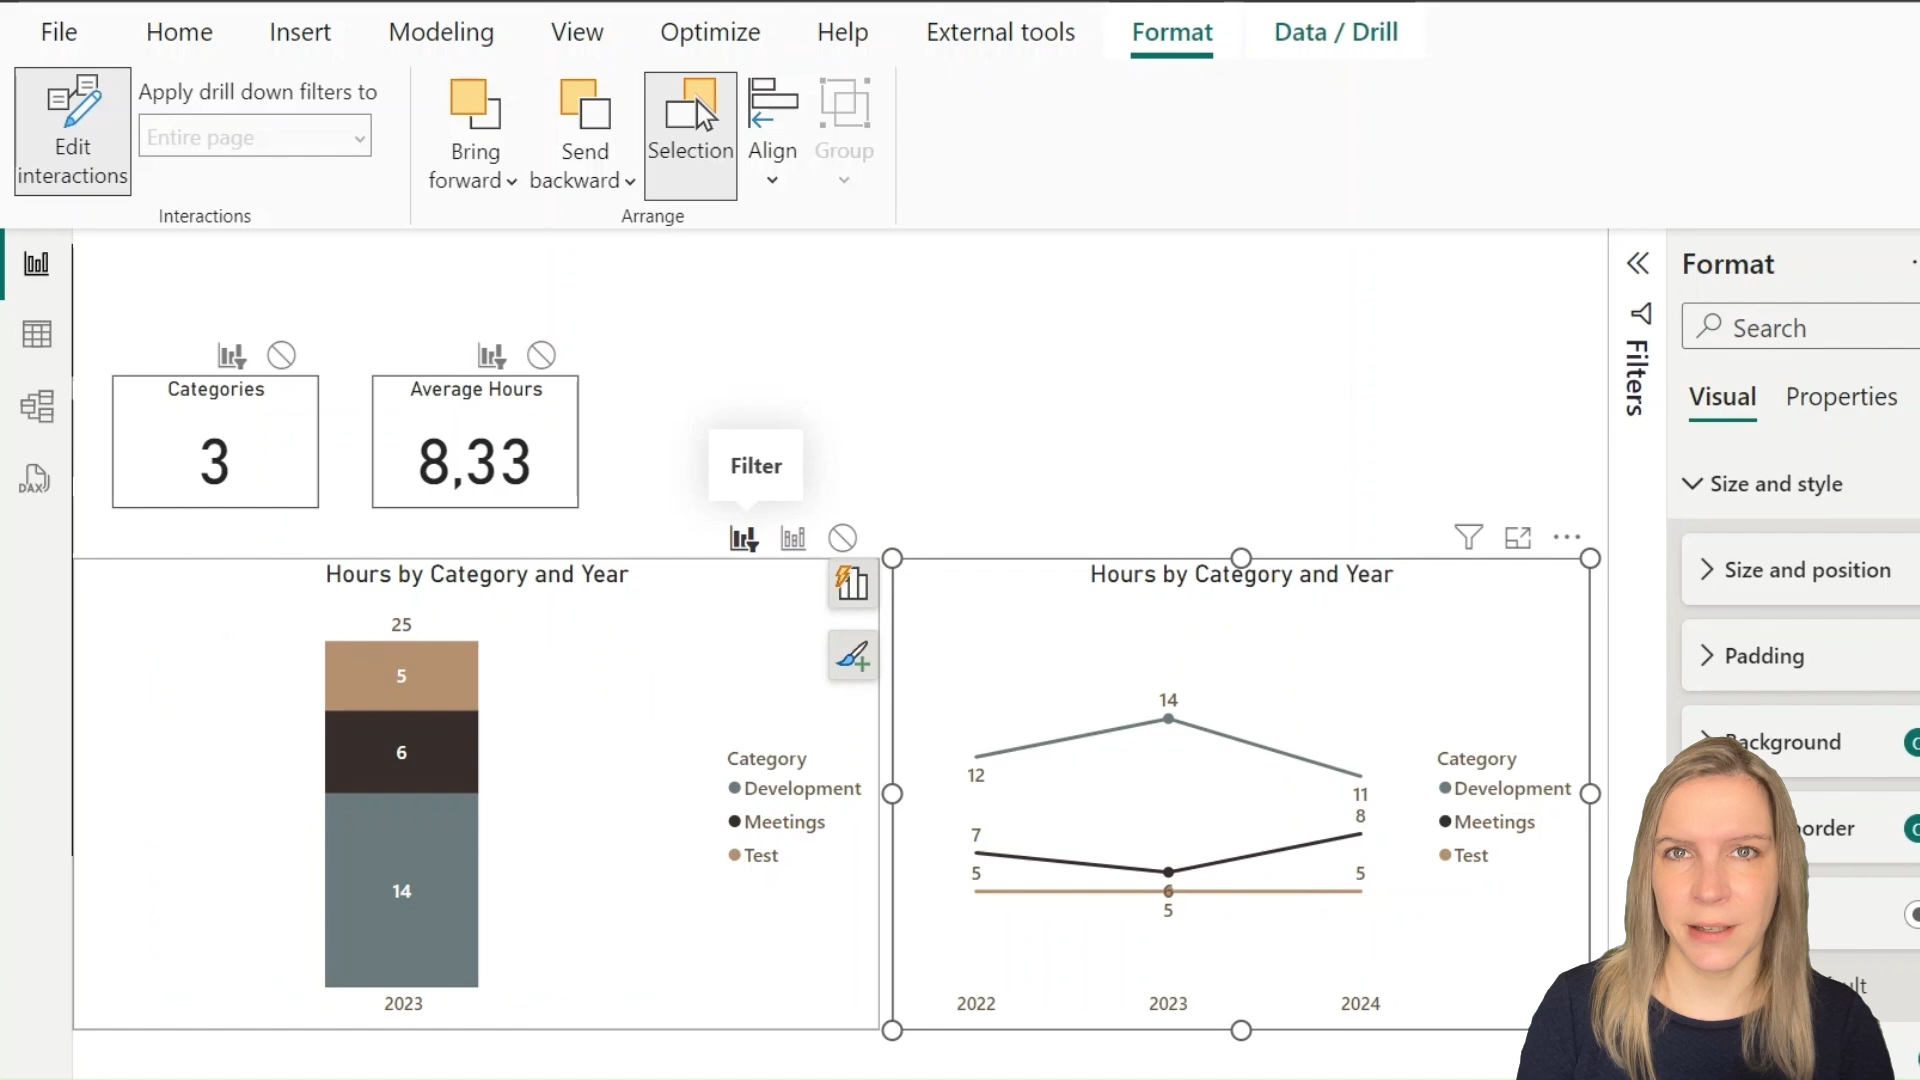 File Home Insert Modeling View Optimize Help External tools Format Data / Drill
Edit
interactions
Apply drill down filters to
Entire page
Interactions
Bring
forward
Send
backward
Selection
Align
Group
Arrange
DAX
Categories
3
Average Hours
8,33
Filter
Hours by Category and Year
25
5
6
14
2023
Category
Development
Meetings
Test
Hours by Category and Year
14
12
11
8
7
5
5
6
5
2022 2023 2024
Category
Development
Meetings
Test
Filters
Format
Search
Visual Properties
Size and style
Size and position
Padding
Background
border